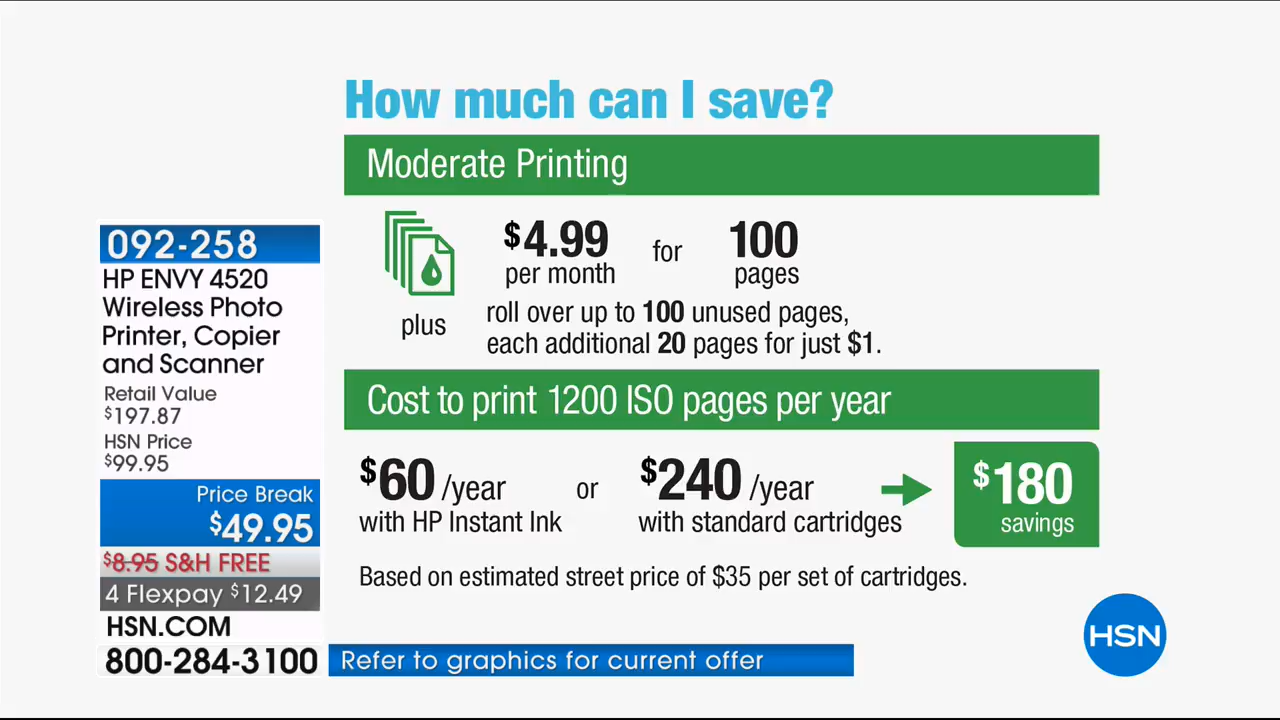 How much can I save?
Moderate Printing
$4.99
per month
for
100
pages
plus
roll over up to 100 unused pages,
each additional 20 pages for just $1.
Cost to print 1200 ISO pages per year
$60 /year
with HP Instant Ink
or
$240 /year
with standard cartridges
$180
savings
Based on estimated street price of $35 per set of cartridges.
092-258
HP ENVY 4520
Wireless Photo
Printer, Copier
and Scanner
Retail Value
$197.87
HSN Price
$99.95
Price Break
$49.95
$8.95 S&H FREE
4 Flexpay $12.49
HSN.COM
800-284-3100
Refer to graphics for current offer
HSN